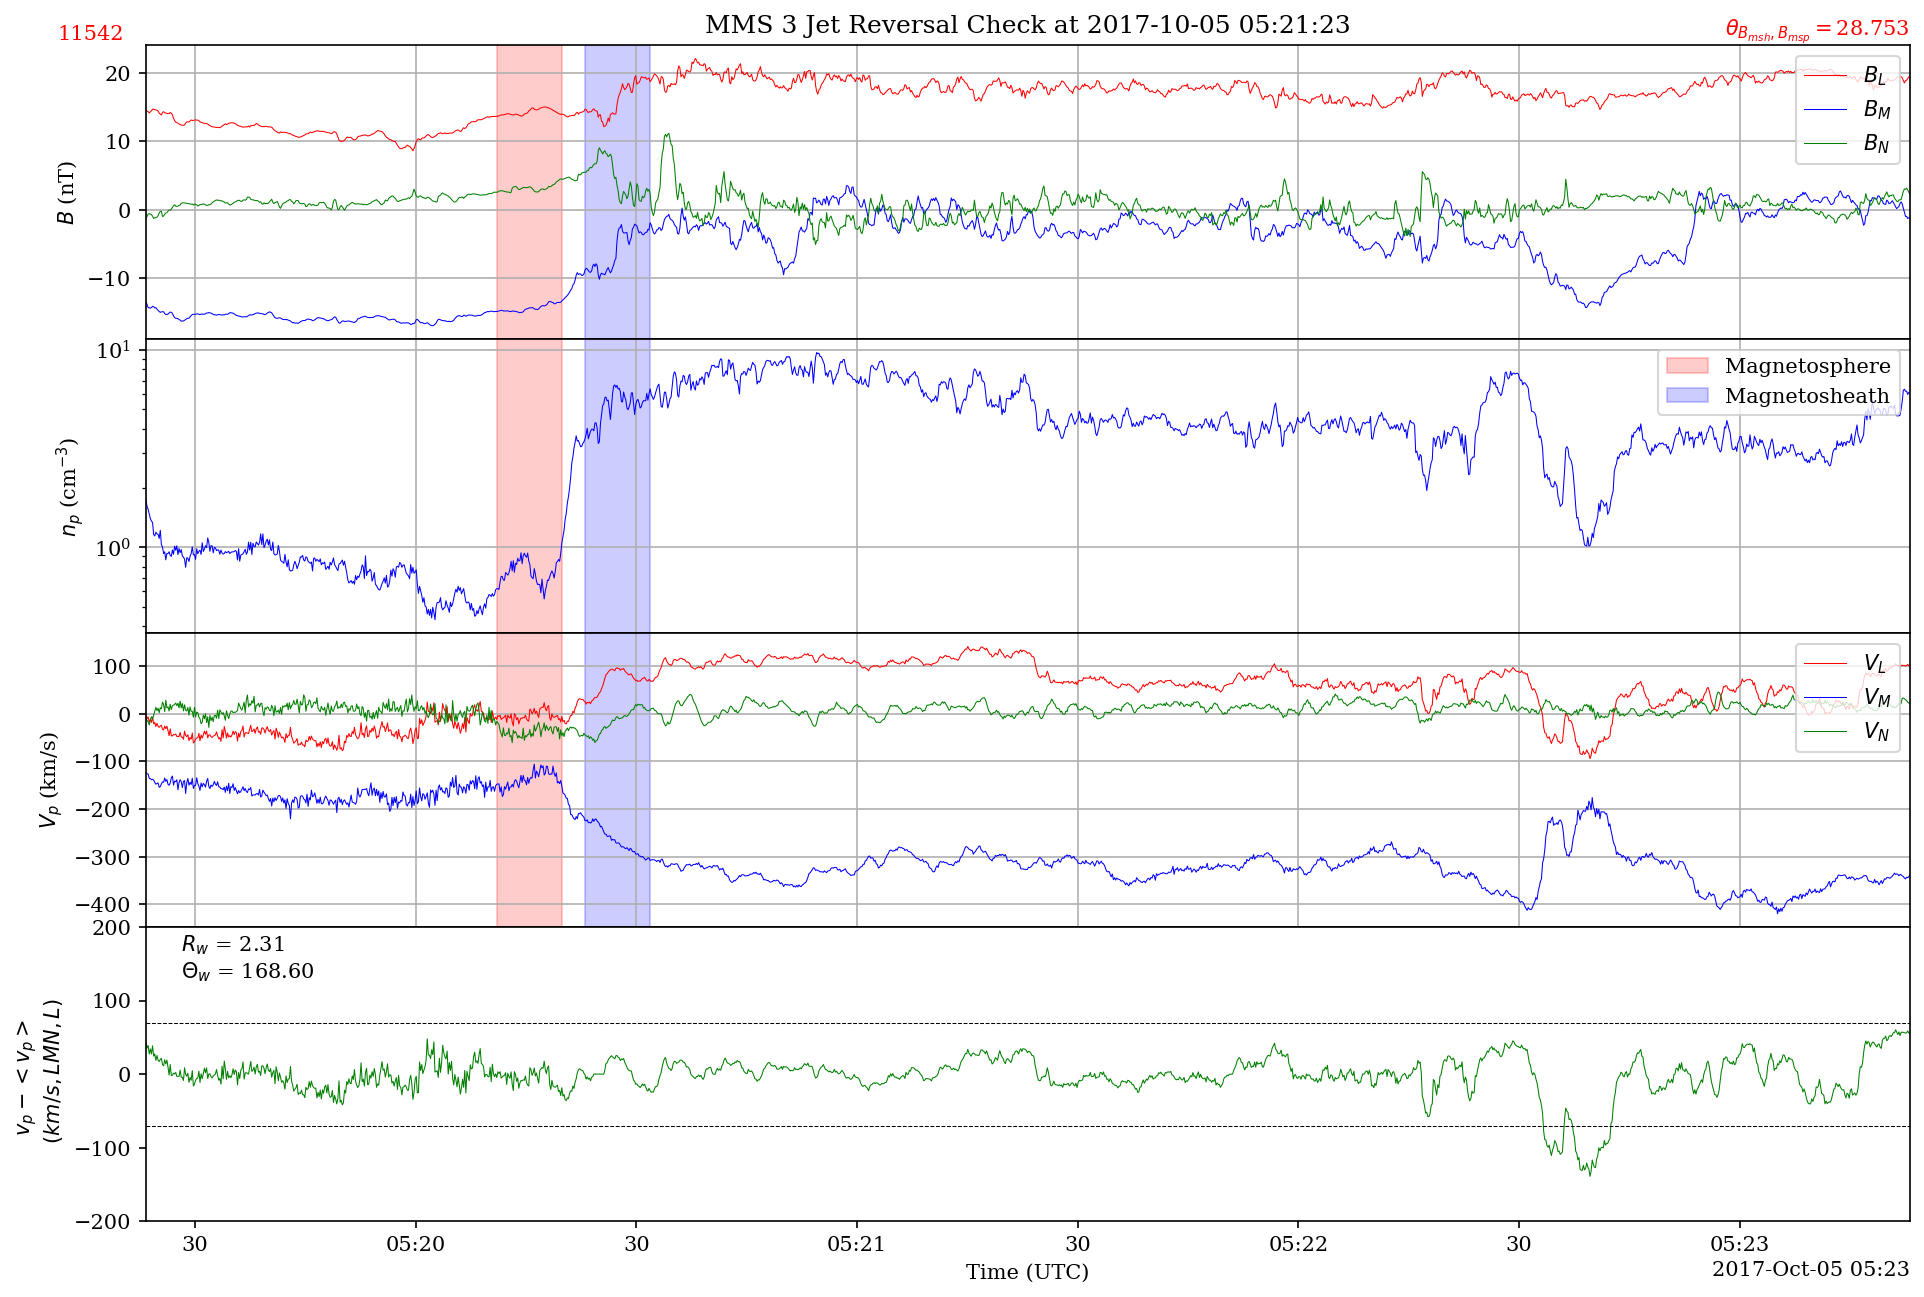 11542
MMS 3 Jet Reversal Check at 2017-10-05 05:21:23
θ_{B_{msh}, B_{msp}} = 28.753
20
10
0
−10
B (nT)
B_L
B_M
B_N
10^1
10^0
n_p (cm^{−3})
Magnetosphere
Magnetosheath
100
0
−100
−200
−300
−400
V_p (km/s)
V_L
V_M
V_N
200
100
0
−100
−200
v_p − < v_p >
(km/s, LMN, L)
R_w = 2.31
Θ_w = 168.60
30 05:20 30 05:21 30 05:22 30 05:23
Time (UTC)
2017-Oct-05 05:23